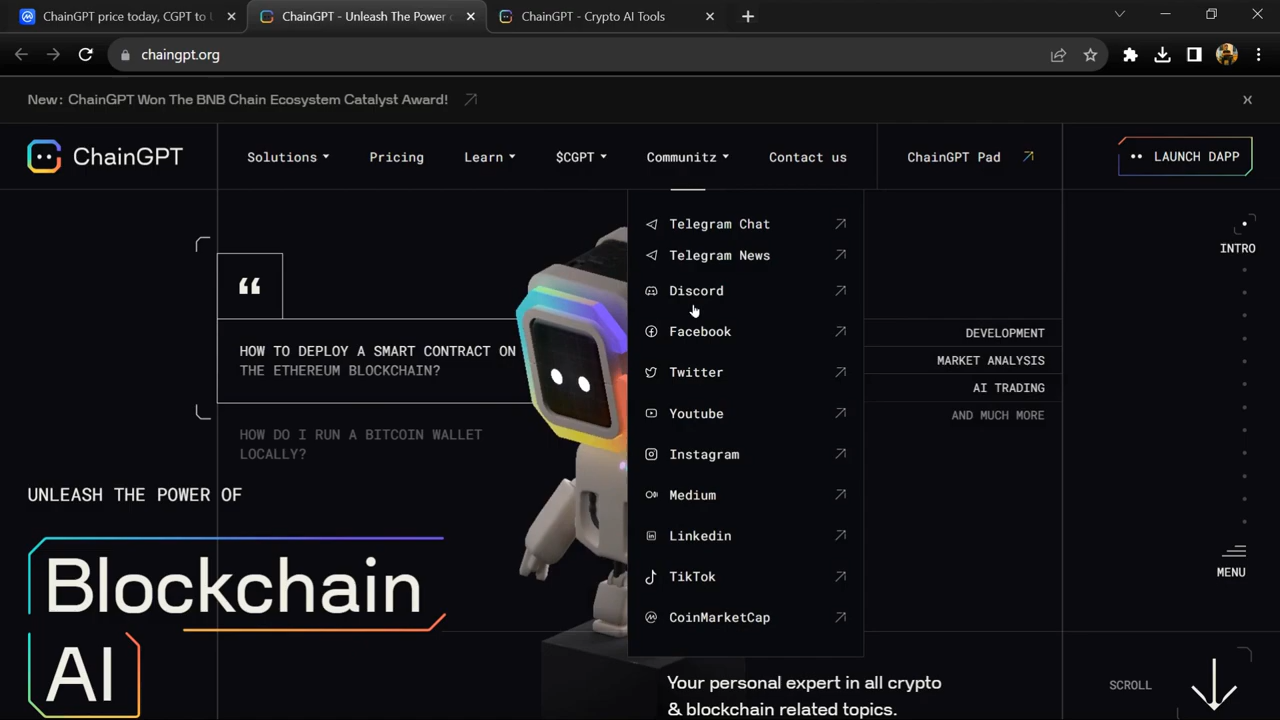 ChainGPT price today, CGPT to U
ChainGPT - Unleash The Power o
ChainGPT - Crypto AI Tools
chaingpt.org
New: ChainGPT Won The BNB Chain Ecosystem Catalyst Award!
ChainGPT
Solutions
Pricing
Learn
$CGPT
Community
Contact us
ChainGPT Pad
LAUNCH DAPP
Telegram Chat
Telegram News
Discord
Facebook
Twitter
Youtube
Instagram
Medium
Linkedin
TikTok
CoinMarketCap
“
HOW TO DEPLOY A SMART CONTRACT ON
THE ETHEREUM BLOCKCHAIN?
HOW DO I RUN A BITCOIN WALLET
LOCALLY?
DEVELOPMENT
MARKET ANALYSIS
AI TRADING
AND MUCH MORE
INTRO
MENU
UNLEASH THE POWER OF
Blockchain
AI
Your personal expert in all crypto
& blockchain related topics.
SCROLL